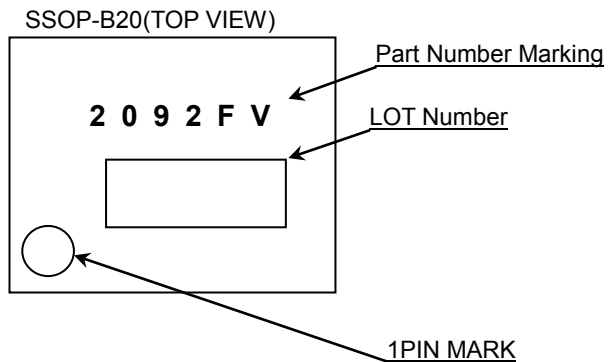 SSOP-B20(TOP VIEW)
Part Number Marking
2 0 9 2 F V
LOT Number
1PIN MARK